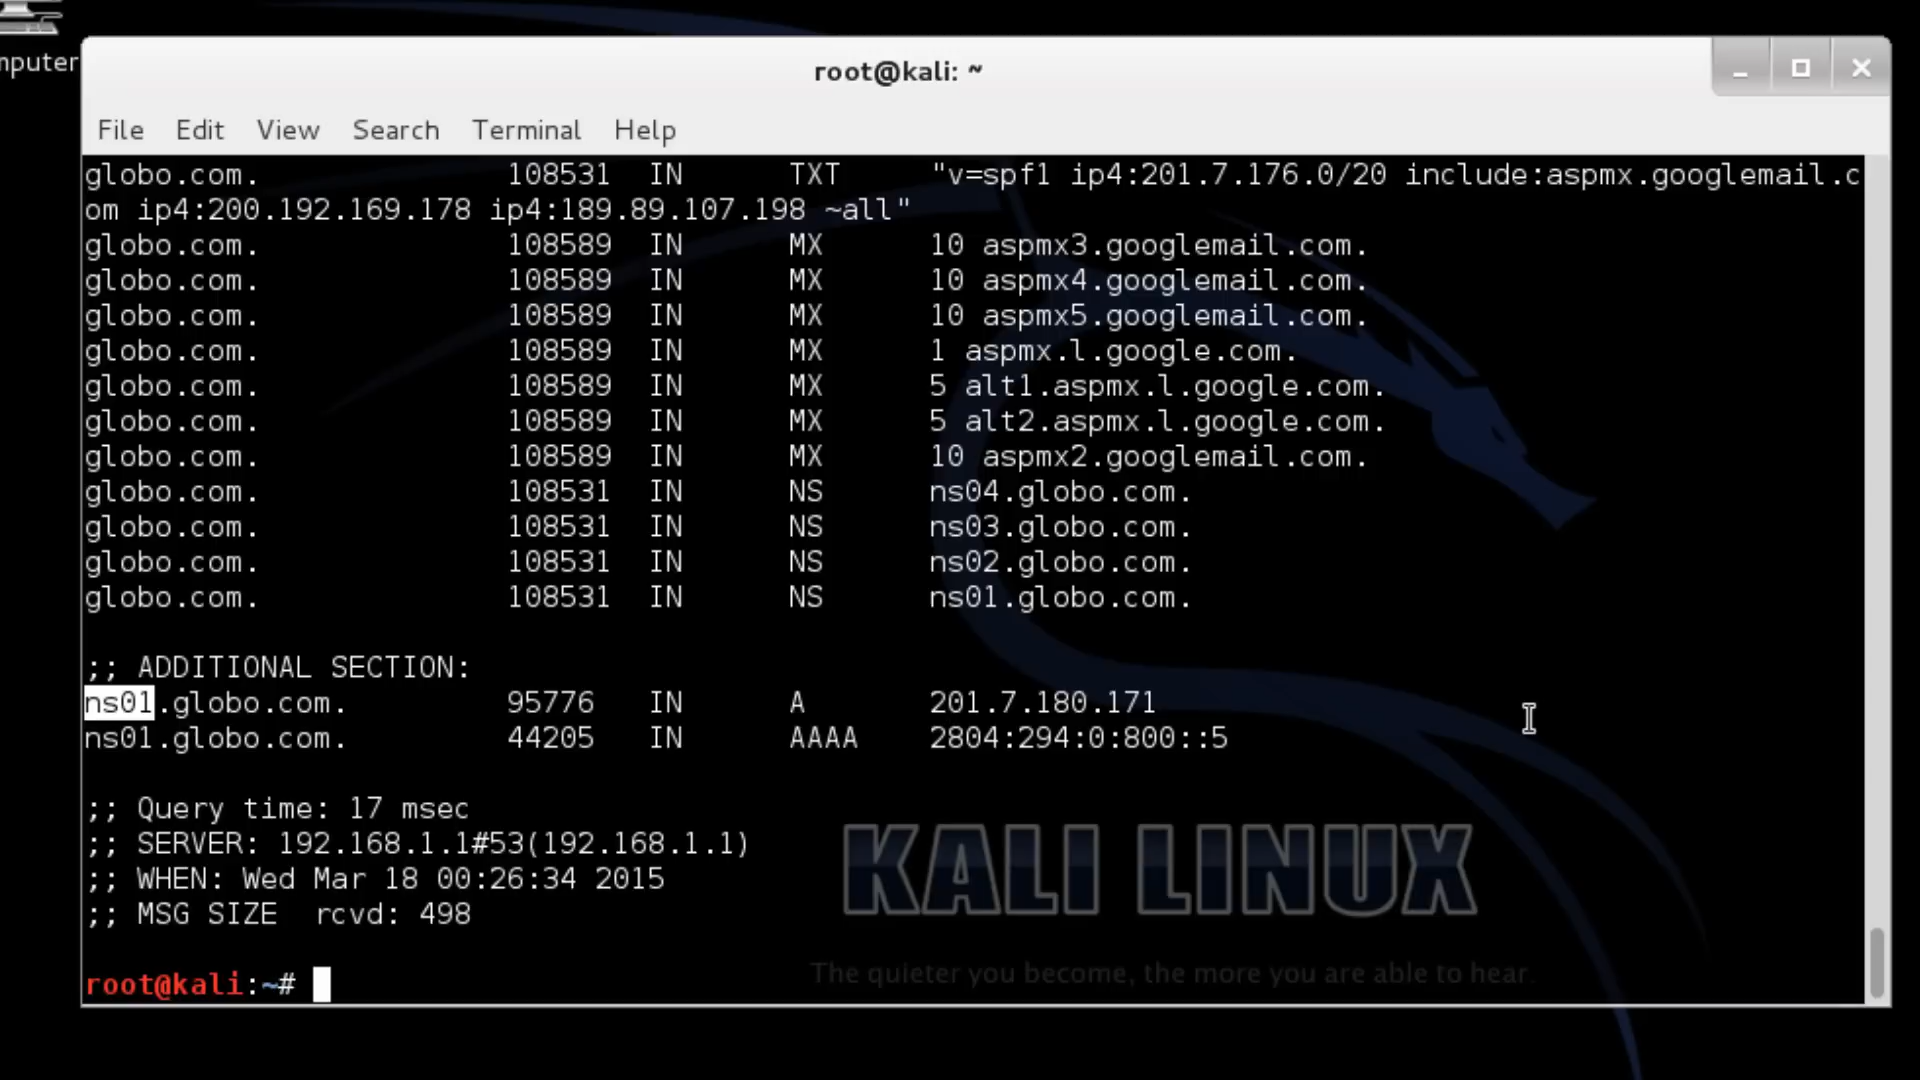 mputer
root@kali: ~
File Edit View Search Terminal Help
globo.com. 108531 IN TXT "v=spf1 ip4:201.7.176.0/20 include:aspmx.googlemail.c
om ip4:200.192.169.178 ip4:189.89.107.198 ~all"
globo.com. 108589 IN MX 10 aspmx3.googlemail.com.
globo.com. 108589 IN MX 10 aspmx4.googlemail.com.
globo.com. 108589 IN MX 10 aspmx5.googlemail.com.
globo.com. 108589 IN MX 1 aspmx.l.google.com.
globo.com. 108589 IN MX 5 alt1.aspmx.l.google.com.
globo.com. 108589 IN MX 5 alt2.aspmx.l.google.com.
globo.com. 108589 IN MX 10 aspmx2.googlemail.com.
globo.com. 108531 IN NS ns04.globo.com.
globo.com. 108531 IN NS ns03.globo.com.
globo.com. 108531 IN NS ns02.globo.com.
globo.com. 108531 IN NS ns01.globo.com.
;; ADDITIONAL SECTION:
ns01.globo.com. 95776 IN A 201.7.180.171
ns01.globo.com. 44205 IN AAAA 2804:294:0:800::5
;; Query time: 17 msec
;; SERVER: 192.168.1.1#53(192.168.1.1)
;; WHEN: Wed Mar 18 00:26:34 2015
;; MSG SIZE rcvd: 498
KALI LINUX
The quieter you become, the more you are able to hear.
root@kali:~#